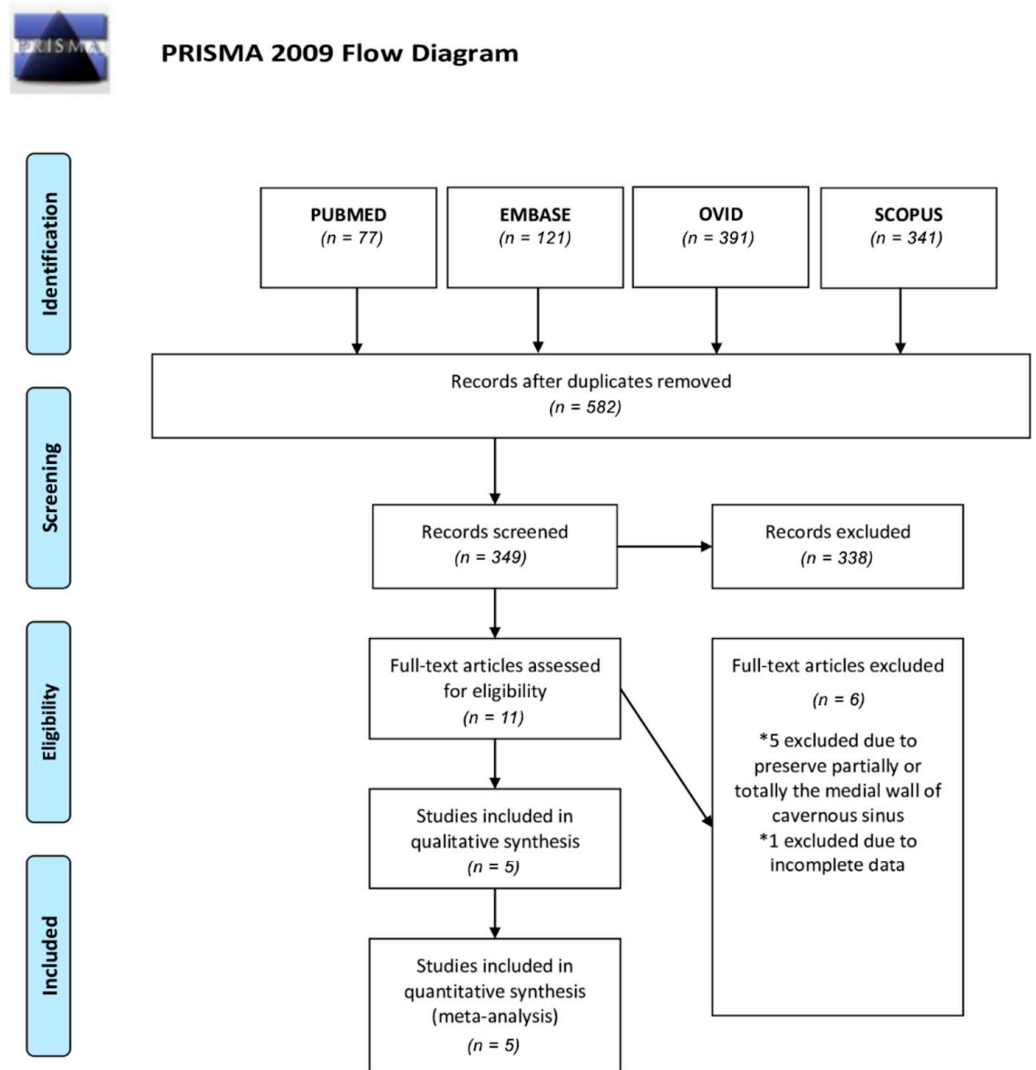 PRISMA
PRISMA 2009 Flow Diagram
Identification
PUBMED
(n = 77)
EMBASE
(n = 121)
OVID
(n = 391)
SCOPUS
(n = 341)
Records after duplicates removed
(n = 582)
Screening
Records screened
(n = 349)
Records excluded
(n = 338)
Eligibility
Full-text articles assessed
for eligibility
(n = 11)
Full-text articles excluded
(n = 6)
*5 excluded due to
preserve partially or
totally the medial wall of
cavernous sinus
*1 excluded due to
incomplete data
Studies included in
qualitative synthesis
(n = 5)
Included
Studies included in
quantitative synthesis
(meta-analysis)
(n = 5)